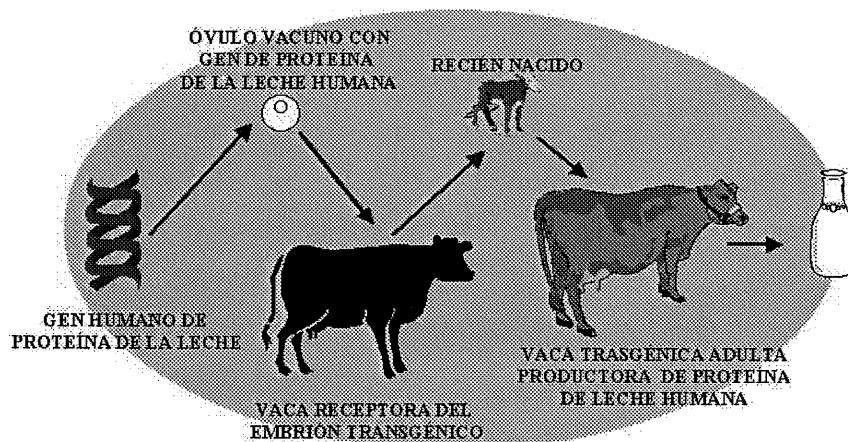 ÓVULO VACUNO CON
GEN DE PROTEÍNA
DE LA LECHE HUMANA
RECIEN NACIDO
GEN HUMANO DE
PROTEÍNA DE LA LECHE
VACA RECEPTORA DEL
EMBRIÓN TRANSGÉNICO
VACA TRASGÉNICA ADULTA
PRODUCTORA DE PROTEÍNA
DE LECHE HUMANA